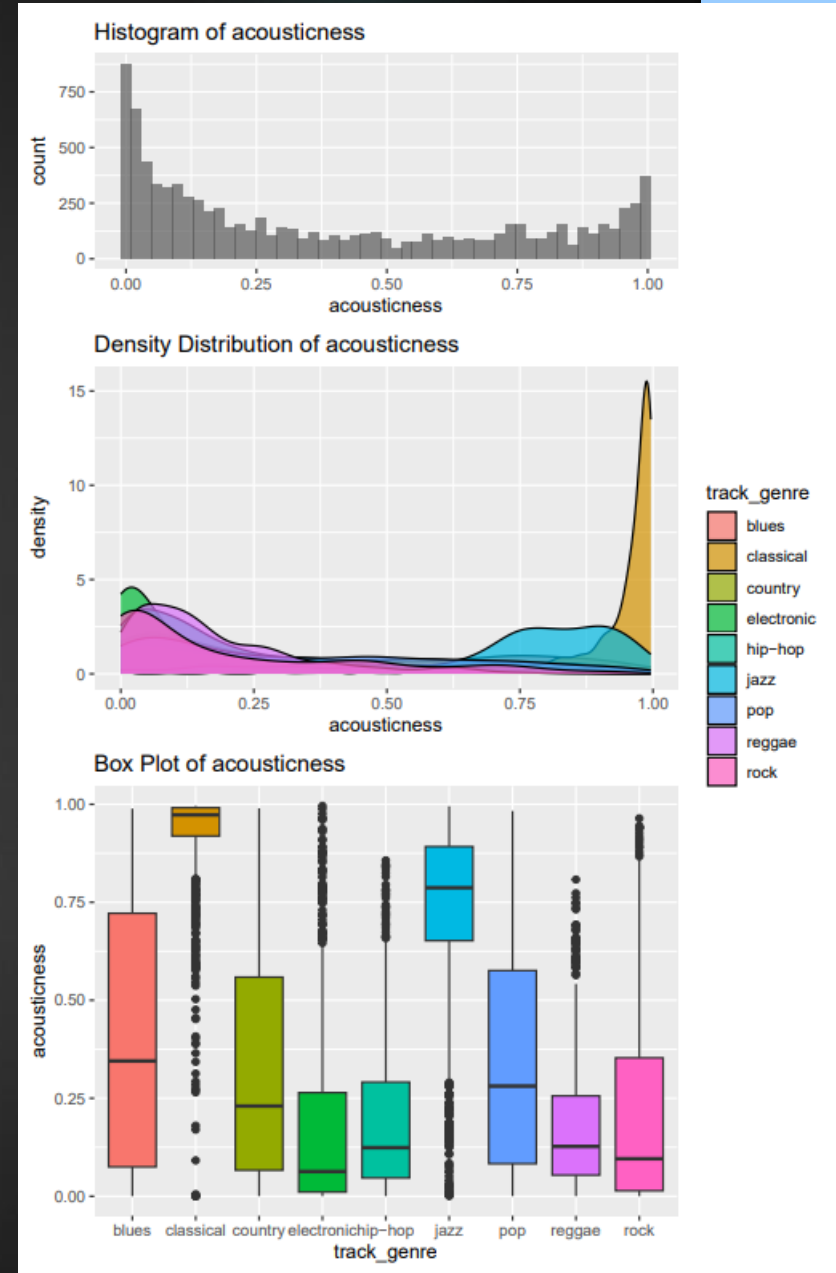 Histogram of acousticness
750
500
250
0
count
0.00 0.25 0.50 0.75 1.00
acousticness
Density Distribution of acousticness
15
10
5
0
density
0.00 0.25 0.50 0.75 1.00
acousticness
track_genre
blues
classical
country
electronic
hip-hop
jazz
pop
reggae
rock
Box Plot of acousticness
1.00
0.75
0.50
0.25
0.00
acousticness
blues classical country electronic hip-hop jazz pop reggae rock
track_genre